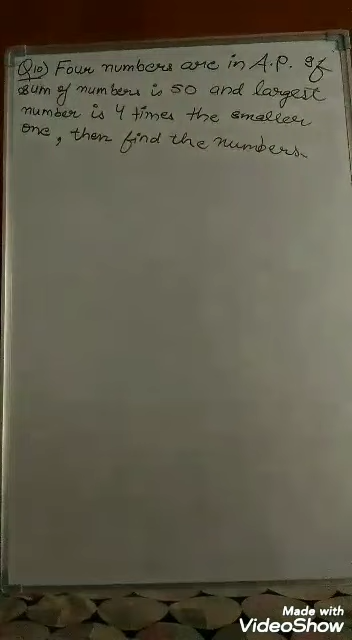 Q10) Four numbers are in A.P. If
sum of numbers is 50 and largest
number is 4 times the smaller
one, then find the numbers.
Made with
VideoShow